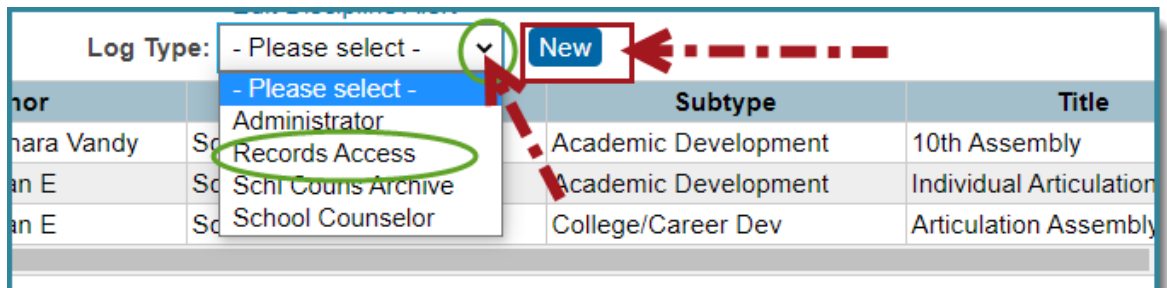 Log Type: - Please select - New
- Please select -
Administrator
Records Access
Schl Couns Archive
School Counselor
Subtype Title
Vandy Academic Development 10th Assembly
E Academic Development Individual Articulation
E College/Career Dev Articulation Assembly